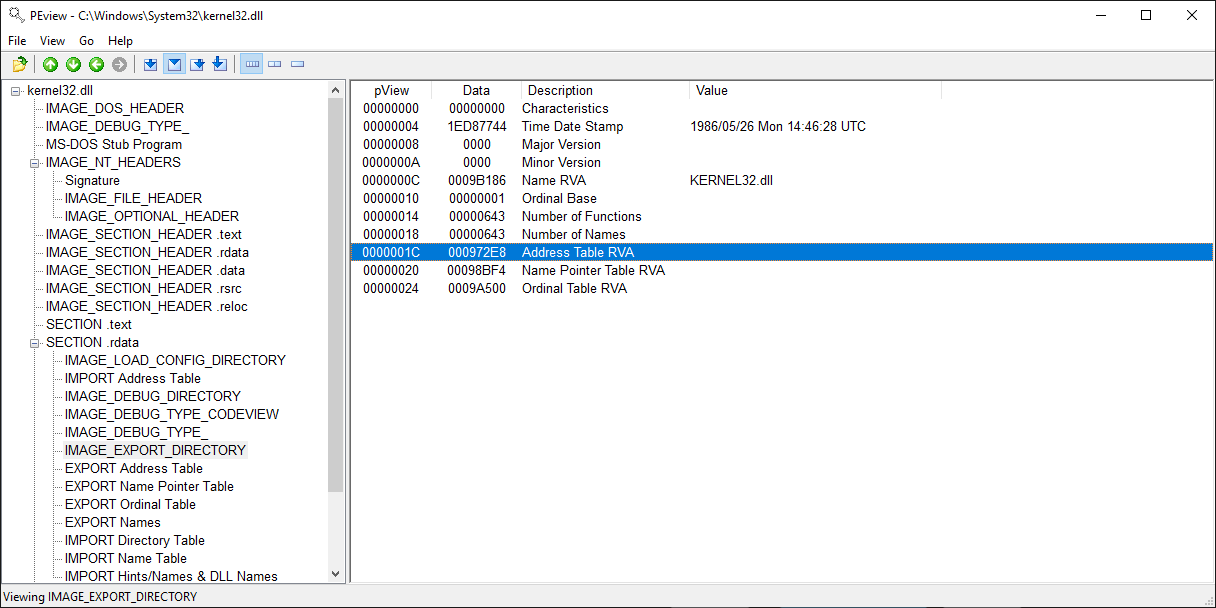 PEview - C:\Windows\System32\kernel32.dll
File View Go Help
kernel32.dll
IMAGE_DOS_HEADER
IMAGE_DEBUG_TYPE_
MS-DOS Stub Program
IMAGE_NT_HEADERS
Signature
IMAGE_FILE_HEADER
IMAGE_OPTIONAL_HEADER
IMAGE_SECTION_HEADER .text
IMAGE_SECTION_HEADER .rdata
IMAGE_SECTION_HEADER .data
IMAGE_SECTION_HEADER .rsrc
IMAGE_SECTION_HEADER .reloc
SECTION .text
SECTION .rdata
IMAGE_LOAD_CONFIG_DIRECTORY
IMPORT Address Table
IMAGE_DEBUG_DIRECTORY
IMAGE_DEBUG_TYPE_CODEVIEW
IMAGE_DEBUG_TYPE_
IMAGE_EXPORT_DIRECTORY
EXPORT Address Table
EXPORT Name Pointer Table
EXPORT Ordinal Table
EXPORT Names
IMPORT Directory Table
IMPORT Name Table
IMPORT Hints/Names & DLL Names
pView Data Description Value
00000000 00000000 Characteristics
00000004 1ED87744 Time Date Stamp 1986/05/26 Mon 14:46:28 UTC
00000008 0000 Major Version
0000000A 0000 Minor Version
0000000C 0009B186 Name RVA KERNEL32.dll
00000010 00000001 Ordinal Base
00000014 00000643 Number of Functions
00000018 00000643 Number of Names
0000001C 000972E8 Address Table RVA
00000020 00098BF4 Name Pointer Table RVA
00000024 0009A500 Ordinal Table RVA
Viewing IMAGE_EXPORT_DIRECTORY